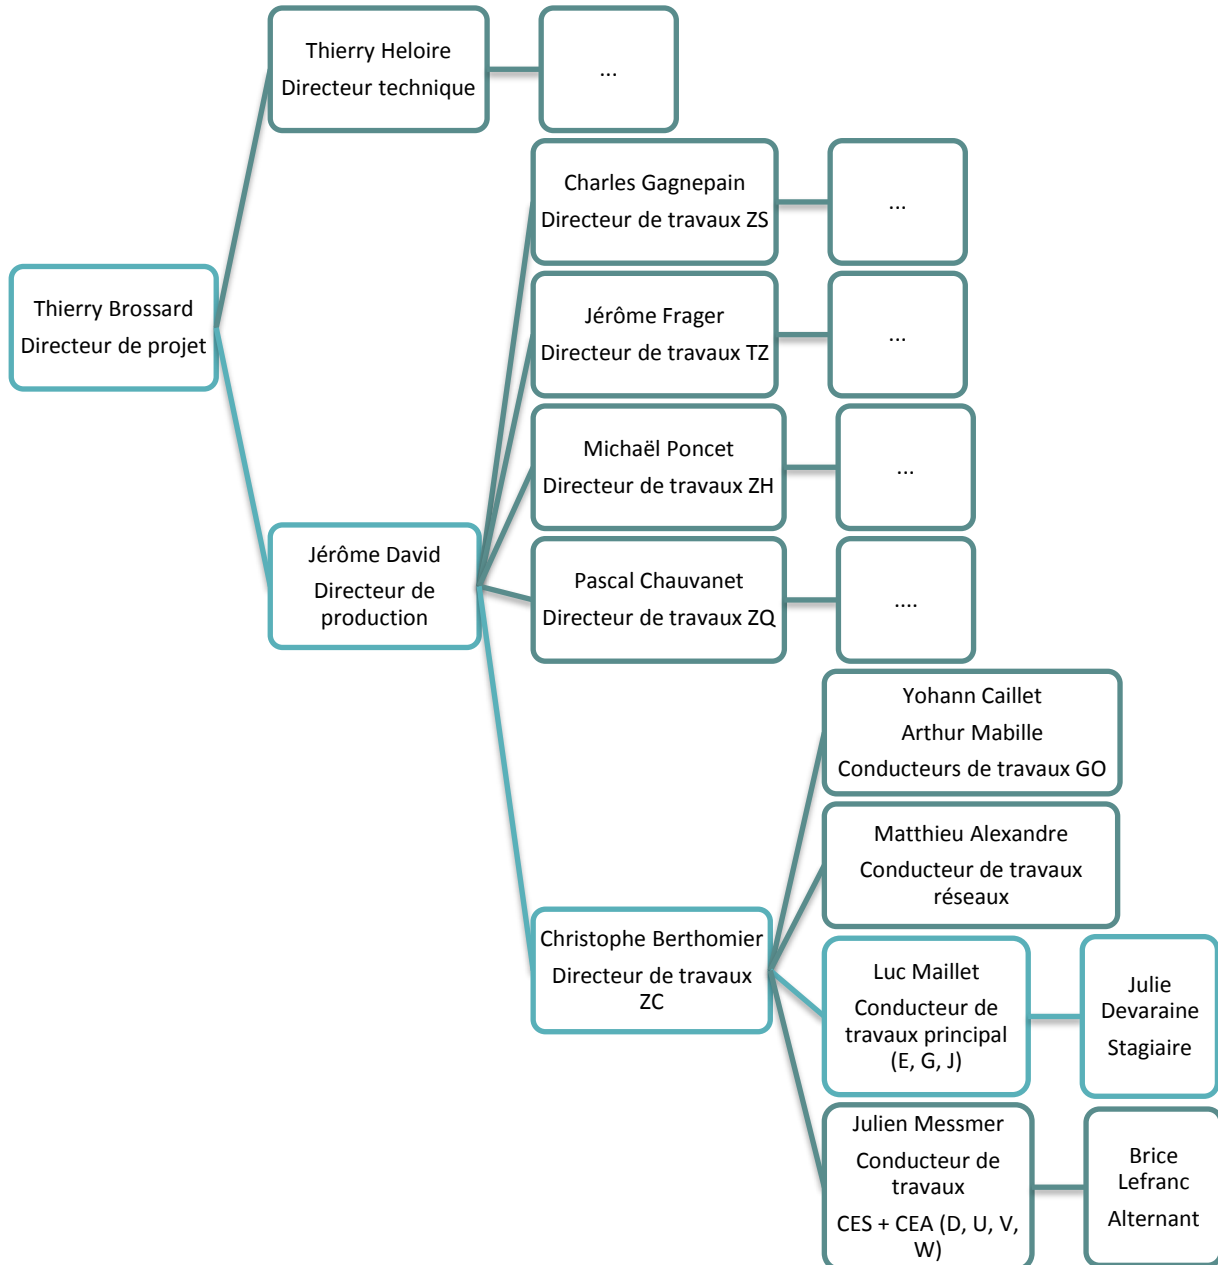 Thierry Heloire
Directeur technique
...
Charles Gagnepain
Directeur de travaux ZS
...
Thierry Brossard
Directeur de projet
Jérôme Frager
Directeur de travaux TZ
...
Michaël Poncet
Directeur de travaux ZH
...
Jérôme David
Directeur de
production
Pascal Chauvanet
Directeur de travaux ZQ
....
Yohann Caillet
Arthur Mabille
Conducteurs de travaux GO
Matthieu Alexandre
Conducteur de travaux
réseaux
Christophe Berthomier
Directeur de travaux
ZC
Luc Maillet
Conducteur de
travaux principal
(E, G, J)
Julie
Devaraine
Stagiaire
Julien Messmer
Conducteur de
travaux
CES + CEA (D, U, V,
W)
Brice
Lefranc
Alternant